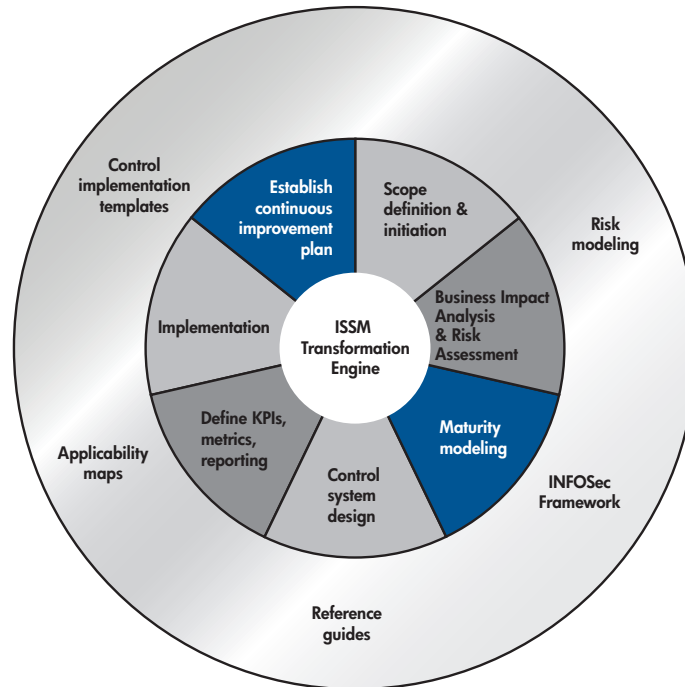 Control
implementation
templates
Establish
continuous
improvement
plan
Scope
definition &
initiation
Risk
modeling
Business Impact
Analysis
& Risk
Assessment
Implementation
ISSM
Transformation
Engine
Define KPIs,
metrics,
reporting
Maturity
modeling
Applicability
maps
Control
system
design
INFOSec
Framework
Reference
guides